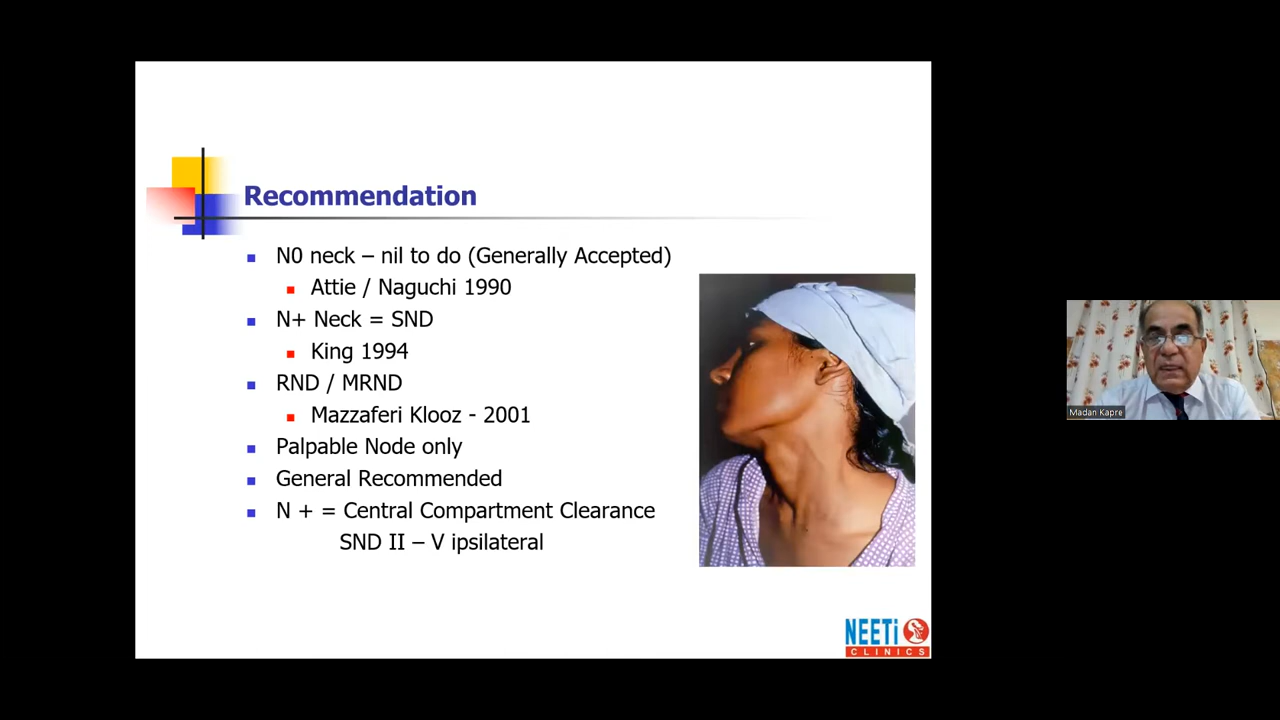 Recommendation
N0 neck – nil to do (Generally Accepted)
Attie / Naguchi 1990
N+ Neck = SND
King 1994
RND / MRND
Mazzaferi Klooz - 2001
Palpable Node only
General Recommended
N + = Central Compartment Clearance
SND II – V ipsilateral
NEETi
CLINICS
Madan Kapre